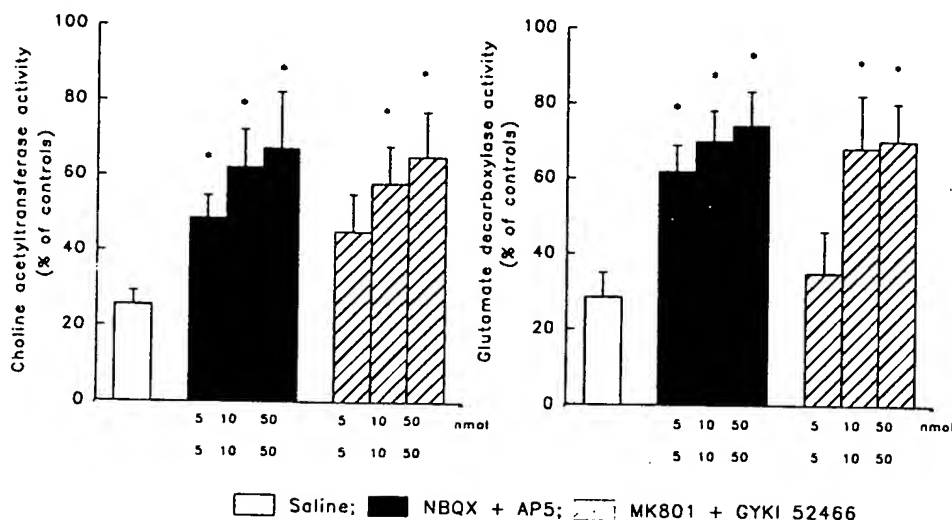 Choline acetyltransferase activity
(% of controls)
100
80
60
40
20
0
* * * * *
5 10 50 5 10 50 nmol
5 10 50 5 10 50
Glutamate decarboxylase activity
(% of controls)
100
80
60
40
20
0
* * * * *
5 10 50 5 10 50 nmol
5 10 50 5 10 50
Saline; NBQX + AP5; MK801 + GYKI 52466